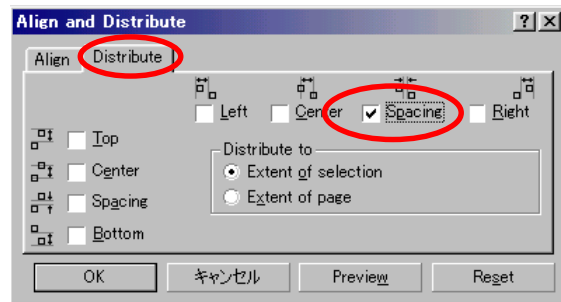 Align and Distribute
Align Distribute
Left Center Spacing Right
Top
Center
Spacing
Bottom
Distribute to
Extent of selection
Extent of page
OK キャンセル Preview Reset